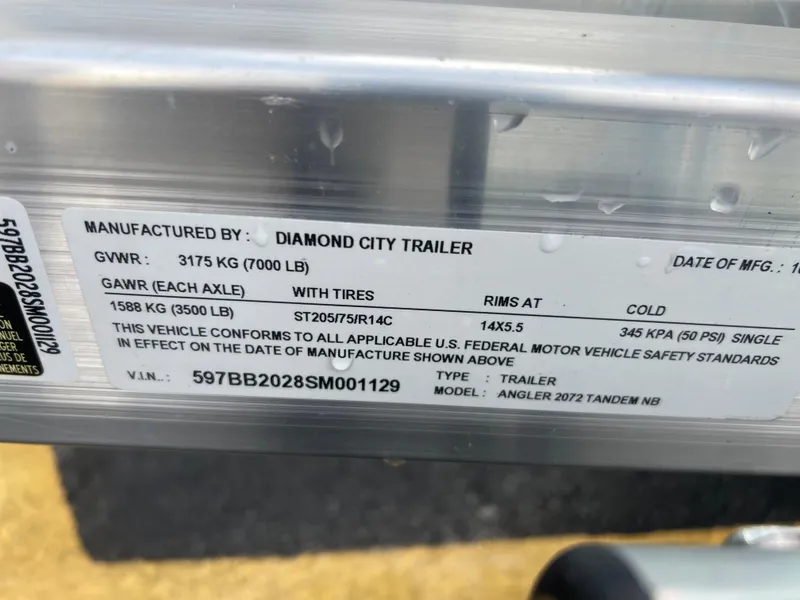 MANUFACTURED BY : DIAMOND CITY TRAILER
GVWR : 3175 KG (7000 LB) DATE OF MFG. :
GAWR (EACH AXLE) WITH TIRES RIMS AT COLD
1588 KG (3500 LB) ST205/75/R14C 14X5.5 345 KPA (50 PSI) SINGLE
THIS VEHICLE CONFORMS TO ALL APPLICABLE U.S. FEDERAL MOTOR VEHICLE SAFETY STANDARDS
IN EFFECT ON THE DATE OF MANUFACTURE SHOWN ABOVE
V.I.N..: 597BB2028SM001129 TYPE : TRAILER
MODEL : ANGLER 2072 TANDEM NB
597BB2028SM001129